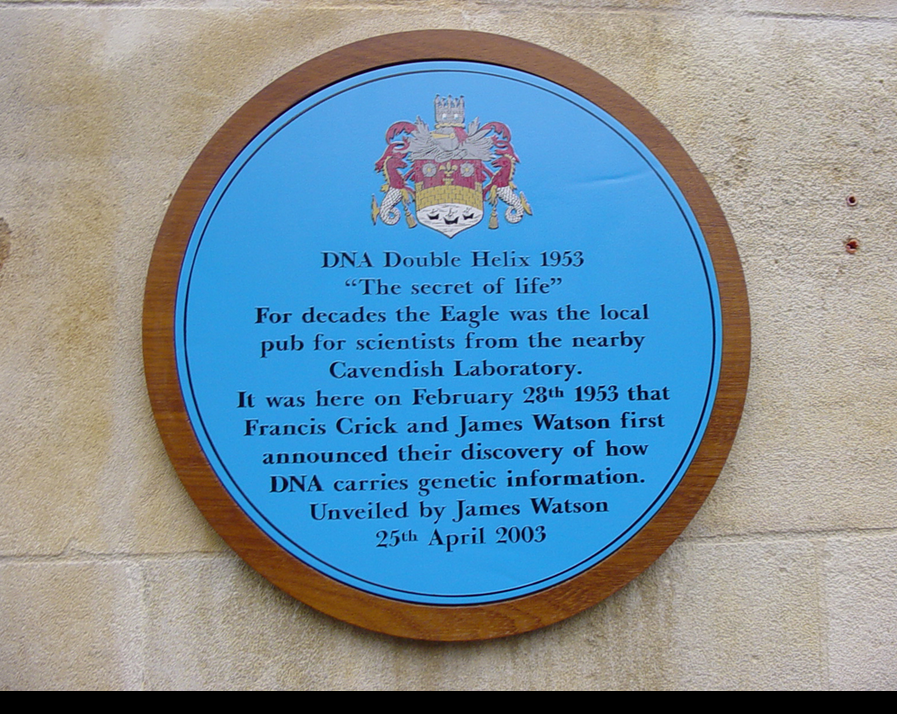 DNA Double Helix 1953
“The secret of life”
For decades the Eagle was the local
pub for scientists from the nearby
Cavendish Laboratory.
It was here on February 28th 1953 that
Francis Crick and James Watson first
announced their discovery of how
DNA carries genetic information.
Unveiled by James Watson
25th April 2003